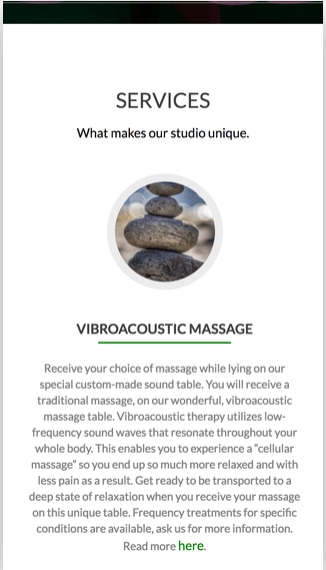 SERVICES
What makes our studio unique.
VIBROACOUSTIC MASSAGE
Receive your choice of massage while lying on our
special custom-made sound table. You will receive a
traditional massage, on our wonderful, vibroacoustic
massage table. Vibroacoustic therapy utilizes low-
frequency sound waves that resonate throughout your
whole body. This enables you to experience a “cellular
massage” so you end up so much more relaxed and with
less pain as a result. Get ready to be transported to a
deep state of relaxation when you receive your massage
on this unique table. Frequency treatments for specific
conditions are available, ask us for more information.
Read more here.